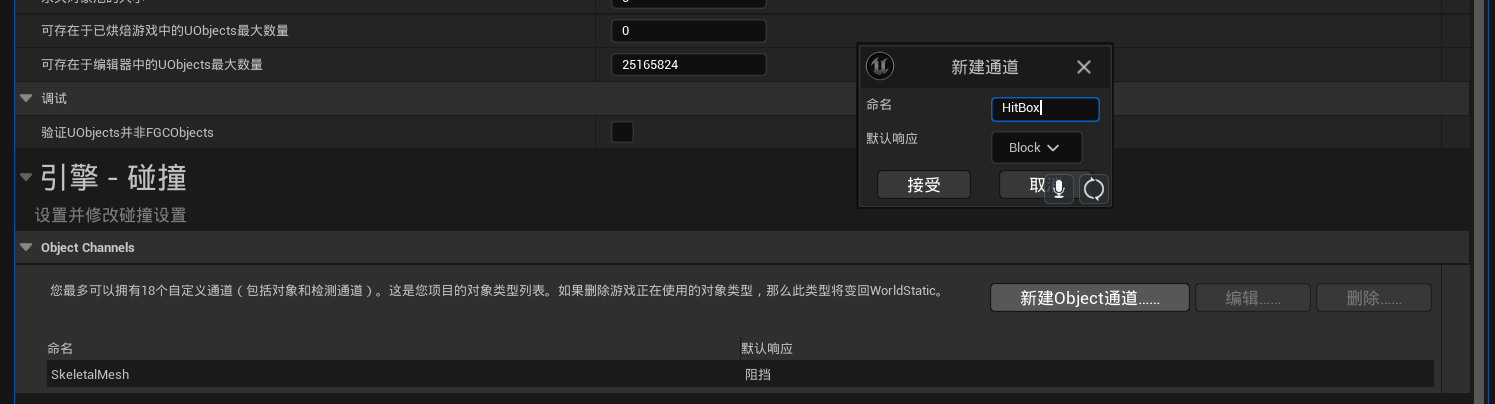 可存在于已烘焙游戏中的UObjects最大数量
0
可存在于编辑器中的UObjects最大数量
25165824
调试
验证UObjects并非FGCObjects
引擎 - 碰撞
设置并修改碰撞设置
Object Channels
您最多可以拥有18个自定义通道（包括对象和检测通道）。这是您项目的对象类型列表。如果删除游戏正在使用的对象类型，那么此类型将变回WorldStatic。
新建Object通道......
编辑......
删除......
命名
默认响应
SkeletalMesh
阻挡
新建通道
命名
HitBox
默认响应
Block
接受
取